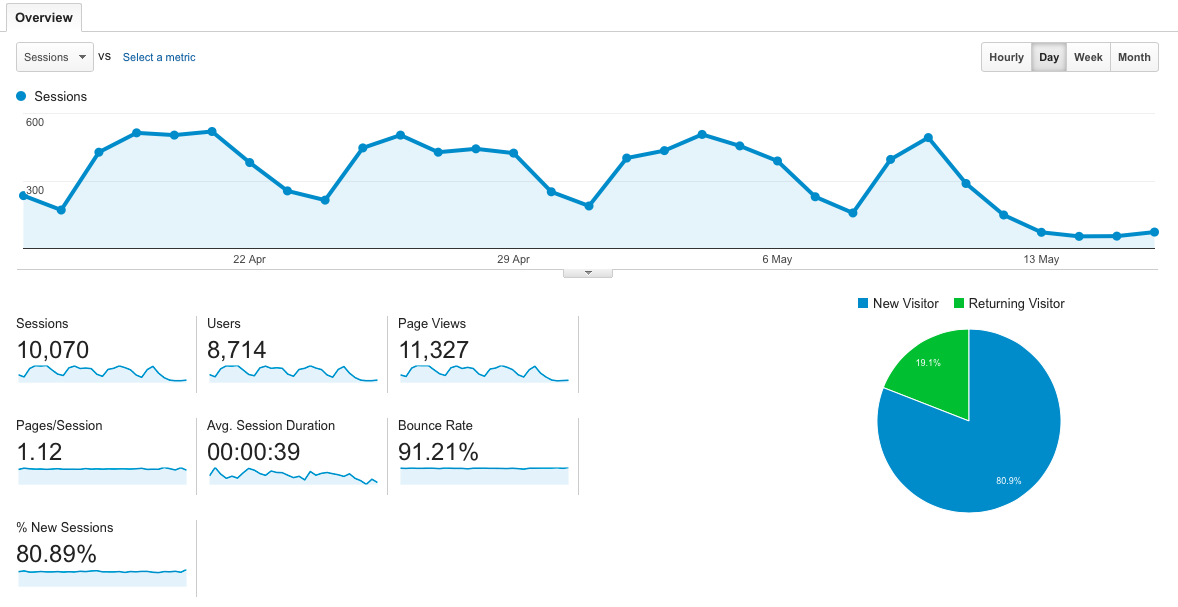 Overview
Sessions vs Select a metric Hourly Day Week Month
Sessions
600
300
22 Apr 29 Apr 6 May 13 May
New Visitor Returning Visitor
Sessions Users Page Views
10,070 8,714 11,327
19.1%
Pages/Session Avg. Session Duration Bounce Rate
1.12 00:00:39 91.21%
80.9%
% New Sessions
80.89%